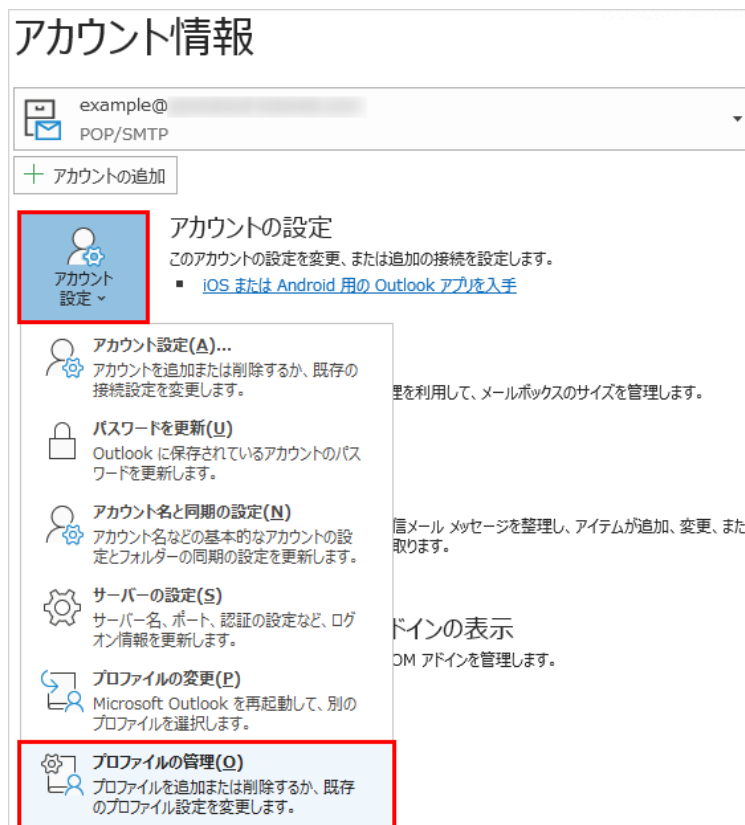 アカウント情報
example@
POP/SMTP
アカウントの追加
アカウント
設定
アカウントの設定
このアカウントの設定を変更、または追加の接続を設定します。
iOS または Android 用の Outlook アプリを入手
アカウント設定(A)...
アカウントを追加または削除するか、既存の
接続設定を変更します。
理を利用して、メールボックスのサイズを管理します。
パスワードを更新(U)
Outlook に保存されているアカウントのパス
ワードを更新します。
アカウント名と同期の設定(N)
アカウント名などの基本的なアカウントの設
定とフォルダーの同期の設定を更新します。
信メール メッセージを整理し、アイテムが追加、変更、また
取ります。
サーバーの設定(S)
サーバー名、ポート、認証の設定など、ログ
オン情報を更新します。
ドインの表示
OM アドインを管理します。
プロファイルの変更(P)
Microsoft Outlook を再起動して、別の
プロファイルを選択します。
プロファイルの管理(O)
プロファイルを追加または削除するか、既存
のプロファイル設定を変更します。